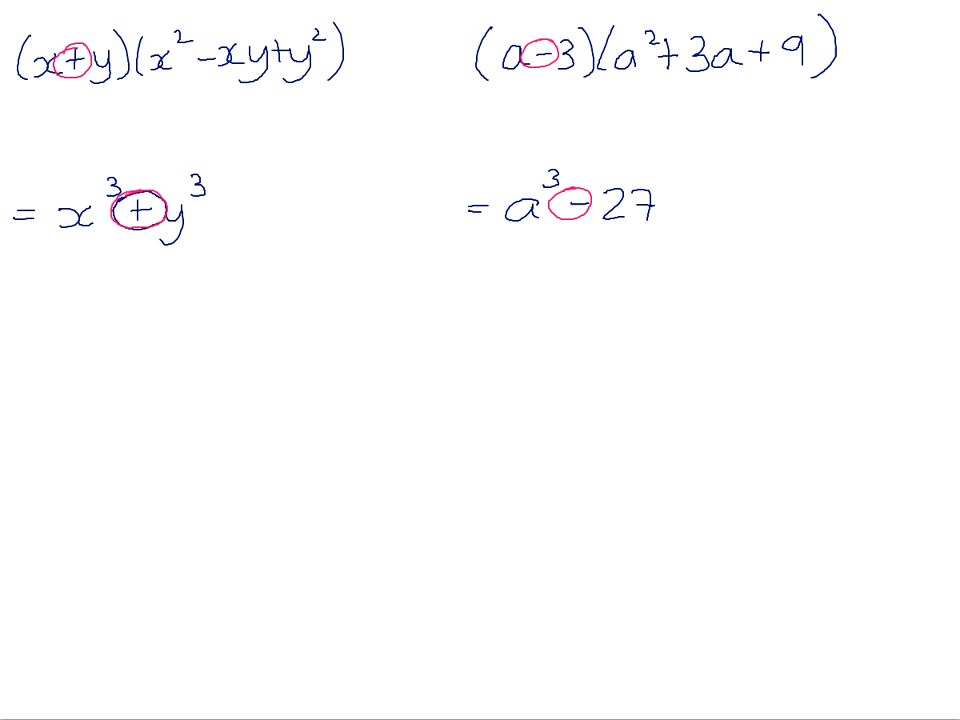 (x+y)(x²-xy+y²)
= x³+y³
(a-3)(a²+3a+9)
= a³-27